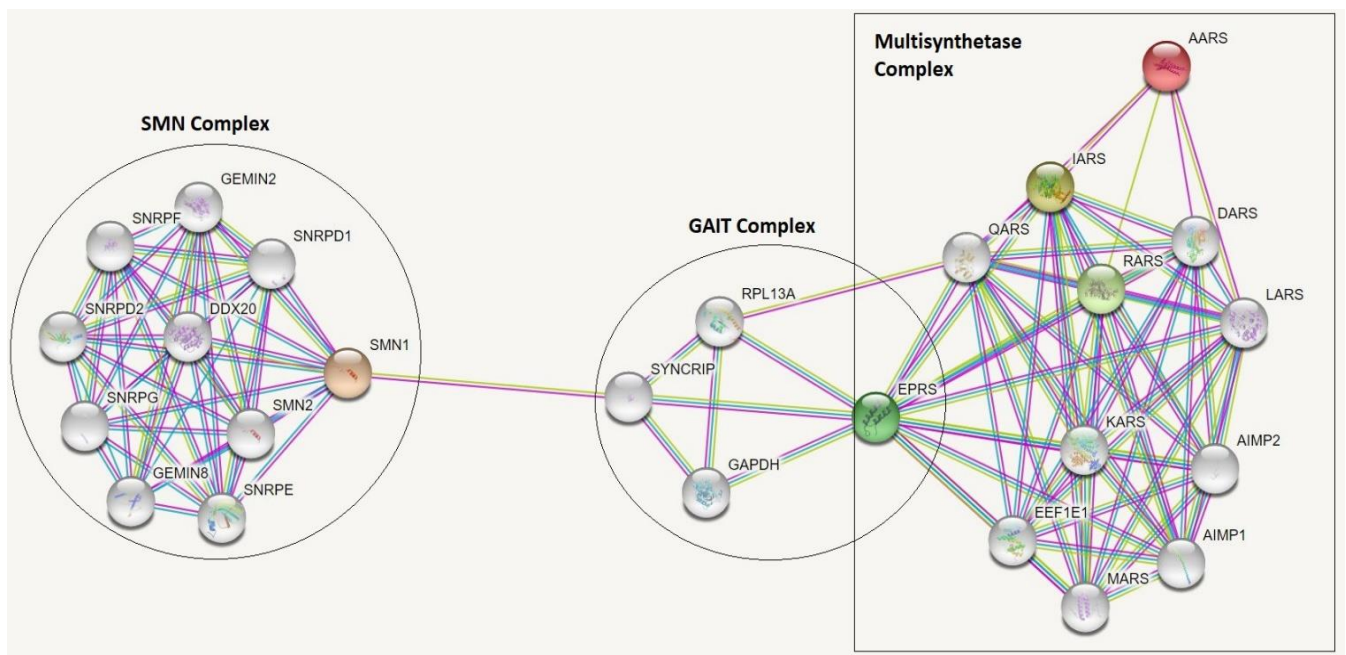 Multisynthetase
Complex
AARS
SMN Complex
IARS
GEMIN2
DARS
SNRPF
GAIT Complex
QARS
SNRPD1
RARS
RPL13A
LARS
SNRPD2
DDX20
SMN1
SYNCRIP
EPRS
SNRPG
SMN2
KARS
AIMP2
GEMIN8
GAPDH
SNRPE
EEF1E1
AIMP1
MARS